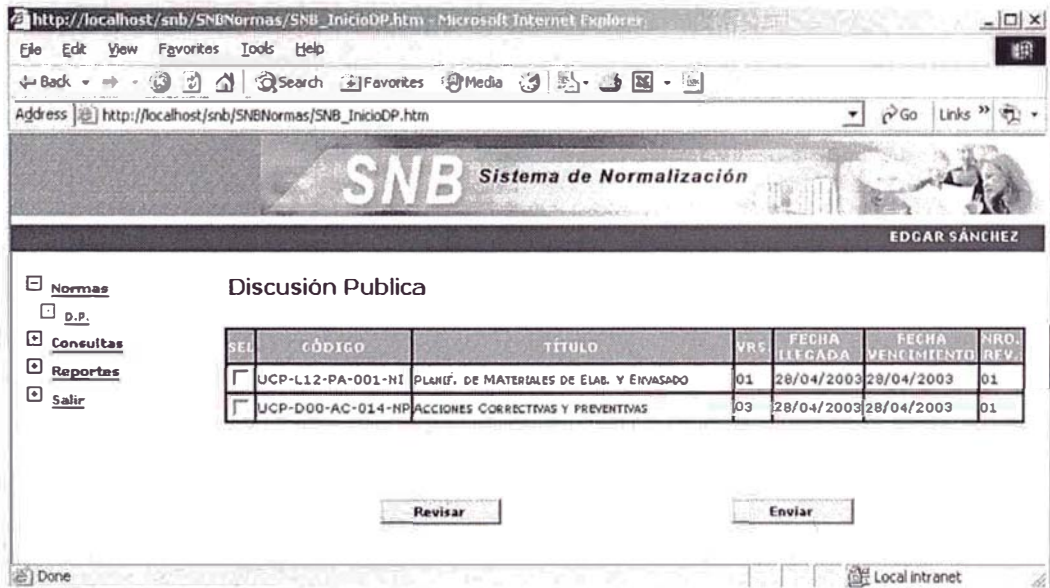 http://localhost/snb/SNBNormas/SNB_InicioDP.htm - Microsoft Internet Explorer
File Edit View Favorites Tools Help
Back Search Favorites Media
Address http://localhost/snb/SNBNormas/SNB_InicioDP.htm Go Links »
SNB Sistema de Normalización
EDGAR SÁNCHEZ
Normas
D.P.
Consultas
Reportes
Salir
Discusión Publica
SEL CÓDIGO TÍTULO VRS. FECHA LLEGADA FECHA VENCIMIENTO NRO. REV.
UCP-L12-PA-001-NI PLANIF. DE MATERIALES DE ELAB. Y ENVASADO 01 28/04/2003 28/04/2003 01
UCP-D00-AC-014-NP ACCIONES CORRECTIVAS Y PREVENTIVAS 03 28/04/2003 28/04/2003 01
Revisar Enviar
Done Local intranet